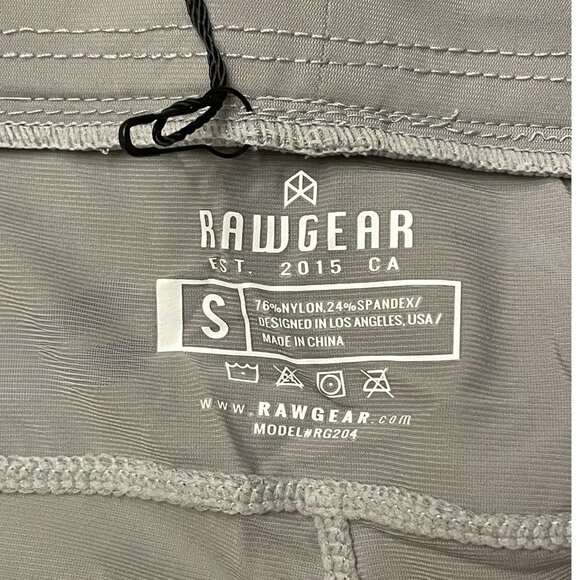 RAWGEAR
EST. 2015 CA
S
76%NYLON,24%SPANDEX/
DESIGNED IN LOS ANGELES, USA/
MADE IN CHINA
www.RAWGEAR.com
MODEL#RG204